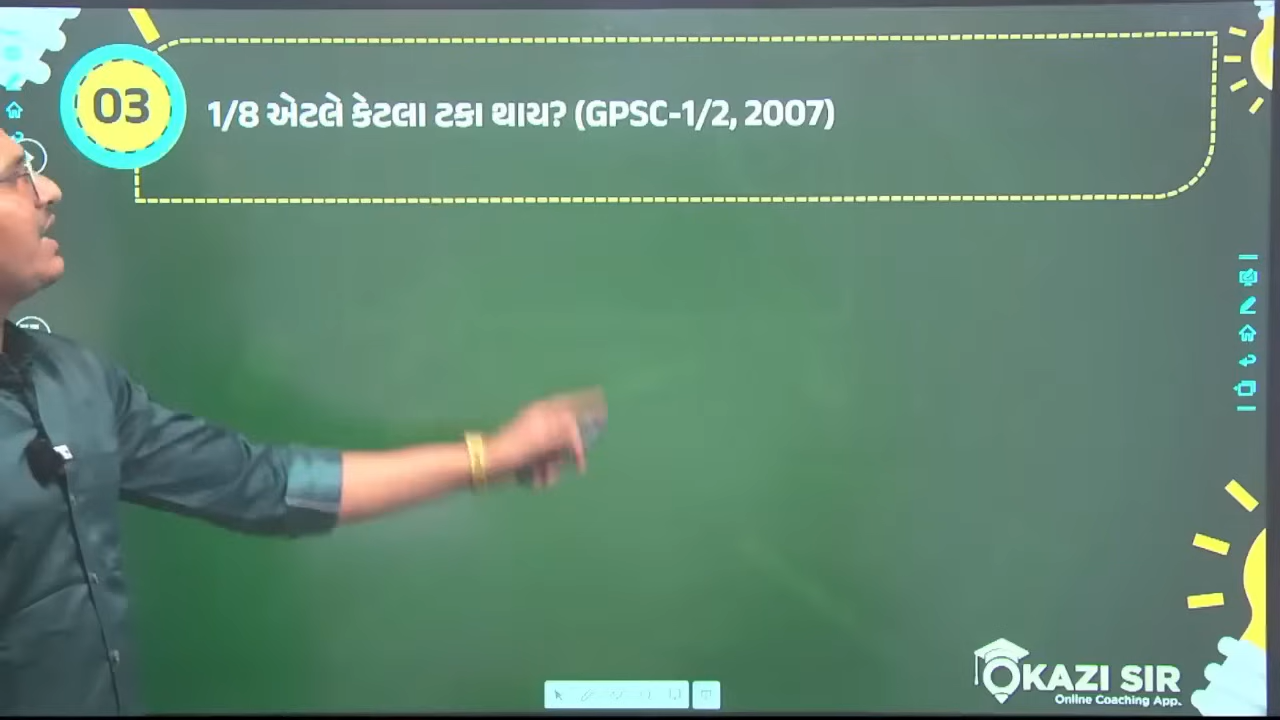 03
1/8 એટલે કેટલા ટકા થાય? (GPSC-1/2, 2007)
KAZI SIR
Online Coaching App.